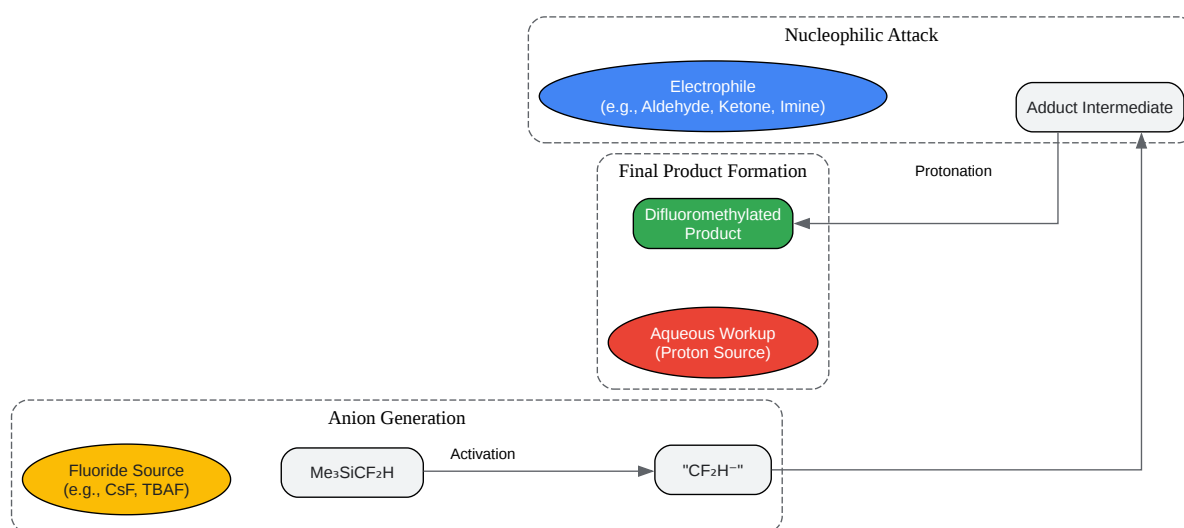 Nucleophilic Attack
Electrophile
(e.g., Aldehyde, Ketone, Imine)
Adduct Intermediate
Final Product Formation
Protonation
Difluoromethylated
Product
Aqueous Workup
(Proton Source)
Anion Generation
Fluoride Source
(e.g., CsF, TBAF)
Me₃SiCF₂H
Activation
"CF₂H⁻"